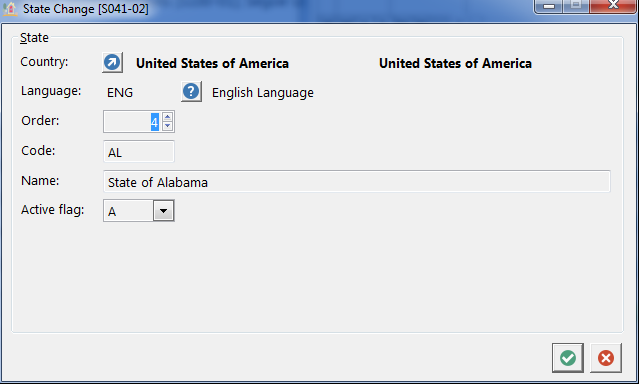 State Change [S041-02]
State
Country: United States of America United States of America
Language: ENG English Language
Order: 4
Code: AL
Name: State of Alabama
Active flag: A